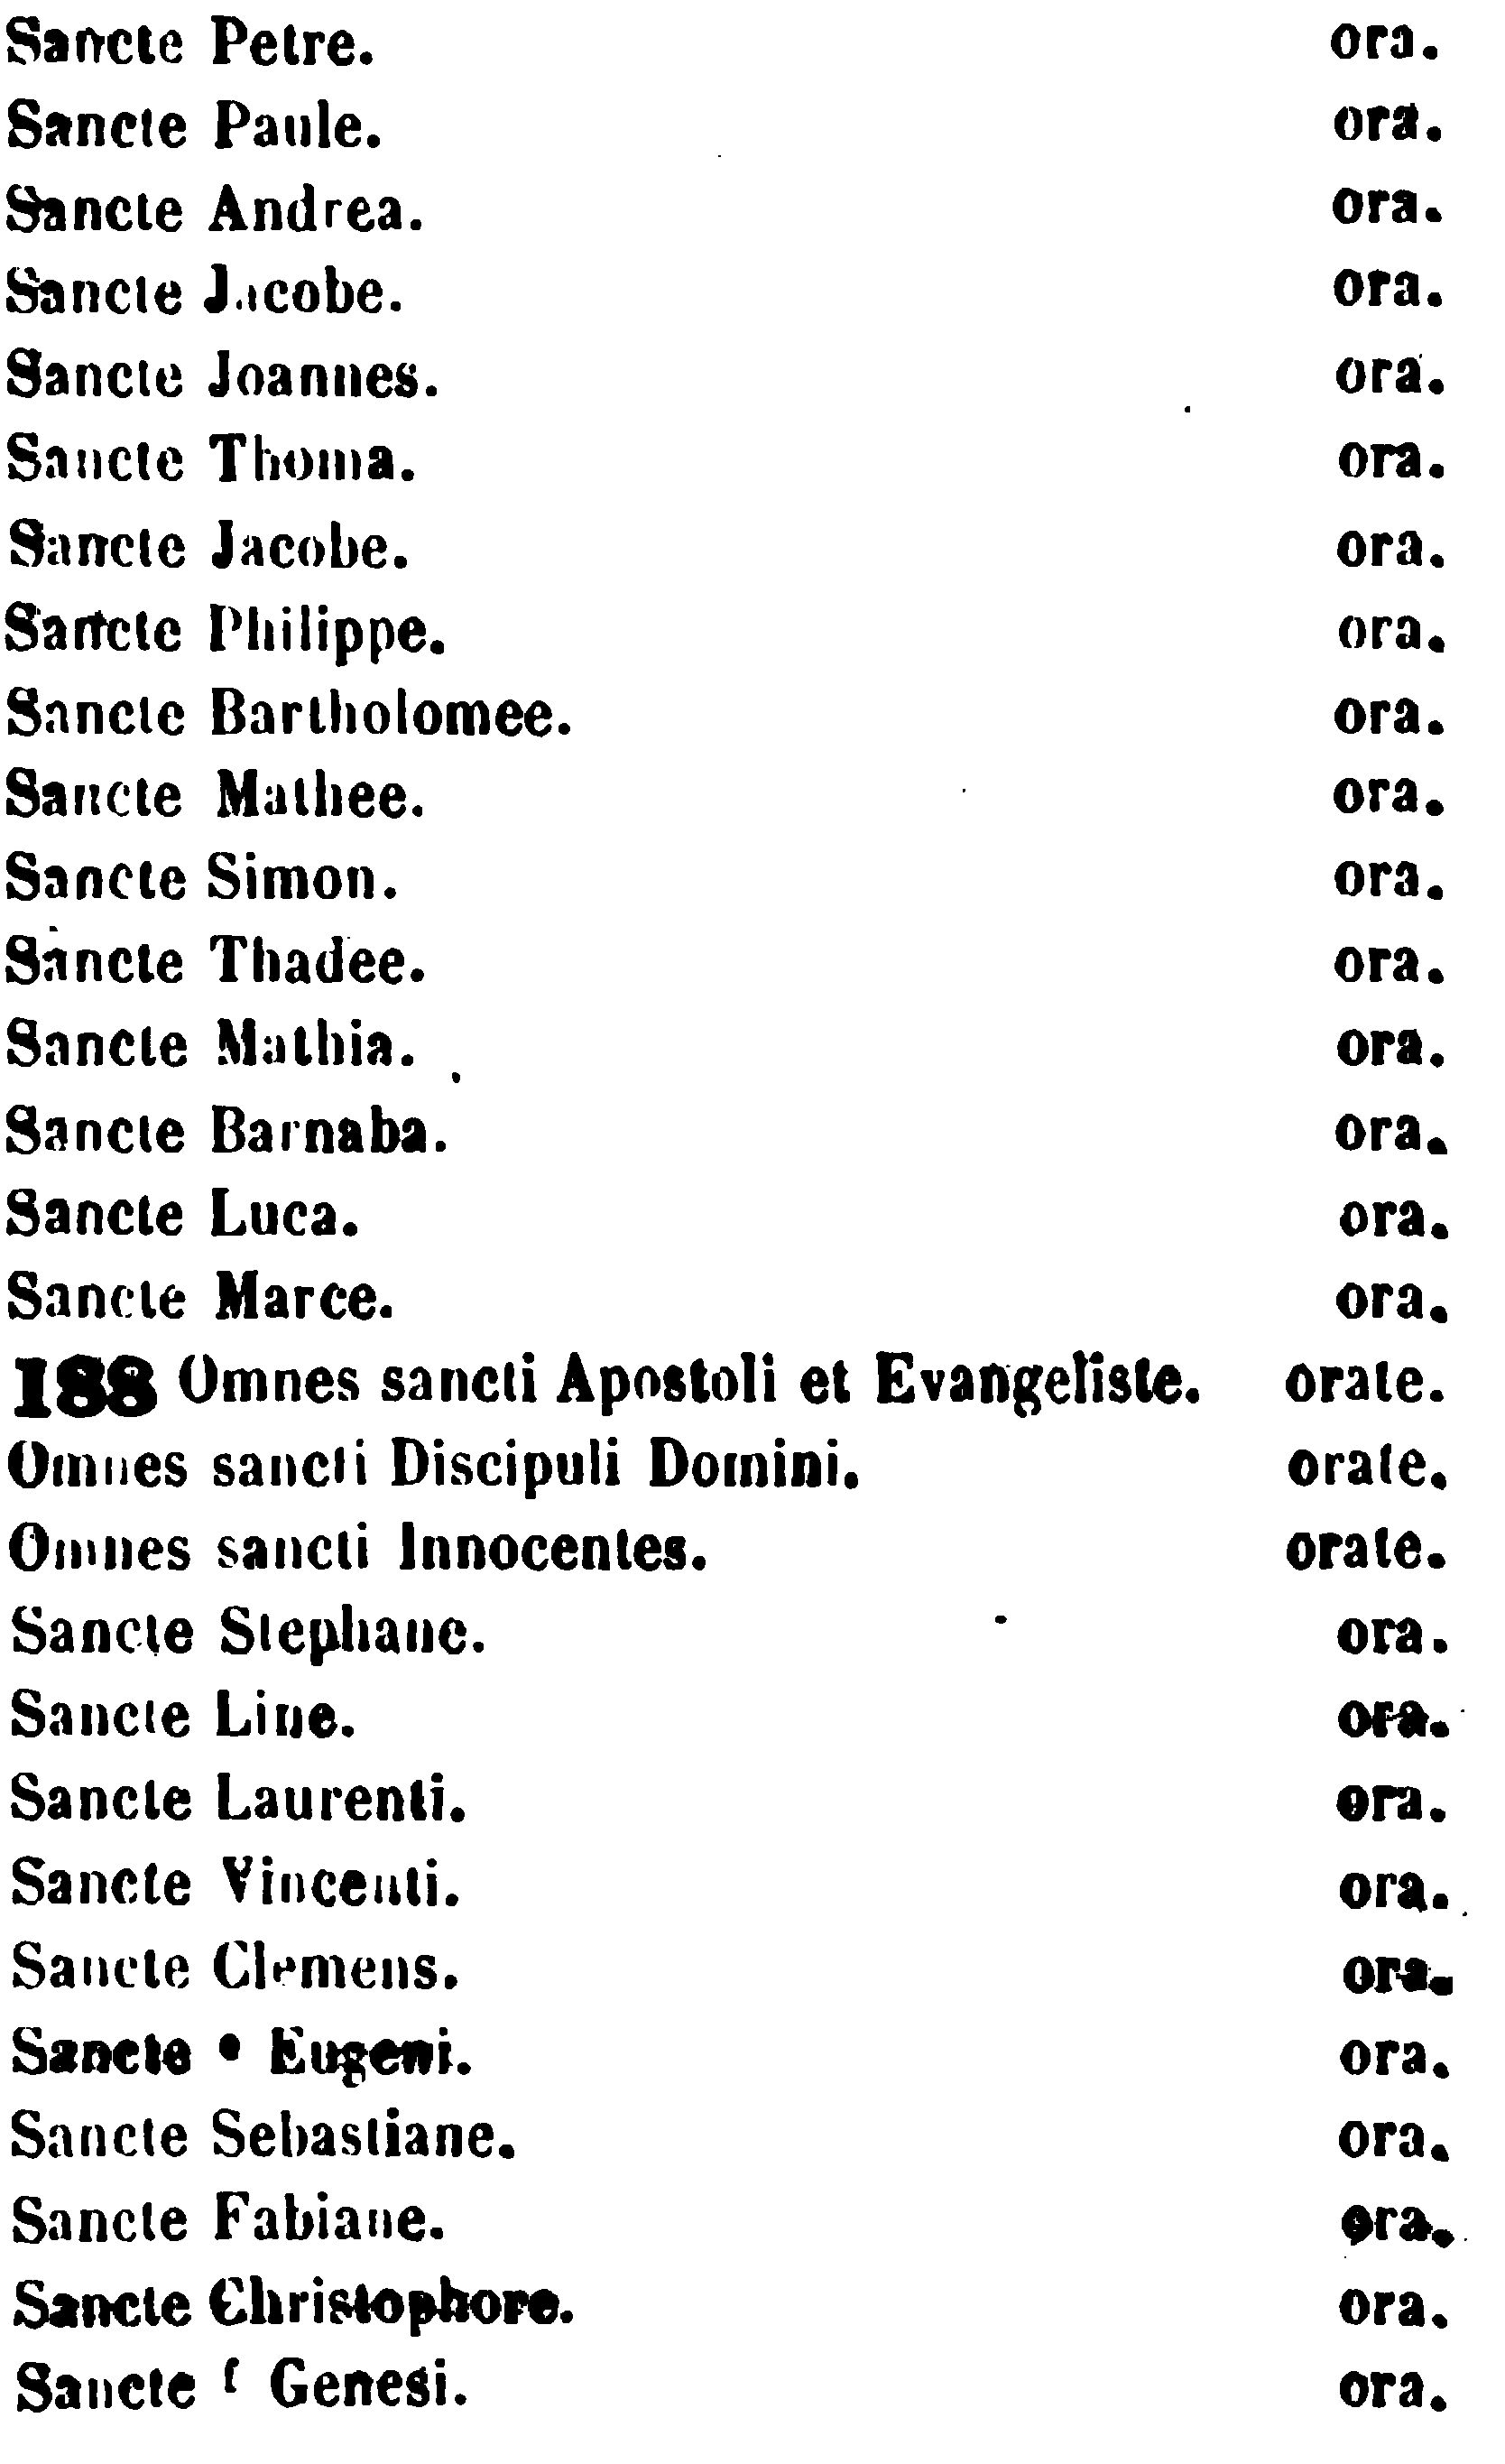 Sancte Petre. ora.
Sancte Paule. ora.
Sancte Andrea. ora.
Sancte Jacobe. ora.
Sancte Joannes. ora.
Sancte Thoma. ora.
Sancte Jacobe. ora.
Sancte Philippe. ora.
Sancte Bartholomee. ora.
Sancte Mathee. ora.
Sancte Simon. ora.
Sancte Thadee. ora.
Sancte Mathia. ora.
Sancte Barnaba. ora.
Sancte Luca. ora.
Sancte Marce. ora.
188 Omnes sancti Apostoli et Evangeliste. orate.
Omnes sancti Discipuli Domini. orate.
Omnes sancti Innocentes. orate.
Sancte Stephane. ora.
Sancte Line. ora.
Sancte Laurenti. ora.
Sancte Vincenti. ora.
Sancte Clemens. ora.
Sancte • Eugeni. ora.
Sancte Sebastiane. ora.
Sancte Fabiane. ora.
Sancte Christophore. ora.
Sancte Genesi. ora.